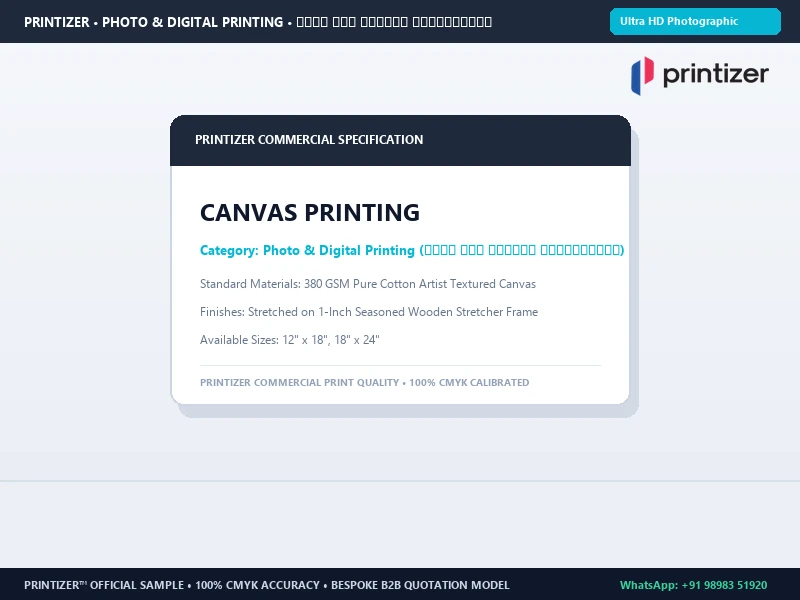 PRINTIZER • PHOTO & DIGITAL PRINTING •
Ultra HD Photographic
printizer
PRINTIZER COMMERCIAL SPECIFICATION
CANVAS PRINTING
Category: Photo & Digital Printing
Standard Materials: 380 GSM Pure Cotton Artist Textured Canvas
Finishes: Stretched on 1-Inch Seasoned Wooden Stretcher Frame
Available Sizes: 12" x 18", 18" x 24"
PRINTIZER COMMERCIAL PRINT QUALITY • 100% CMYK CALIBRATED
PRINTIZER™ OFFICIAL SAMPLE • 100% CMYK ACCURACY • BESPOKE B2B QUOTATION MODEL
WhatsApp: +91 98983 51920